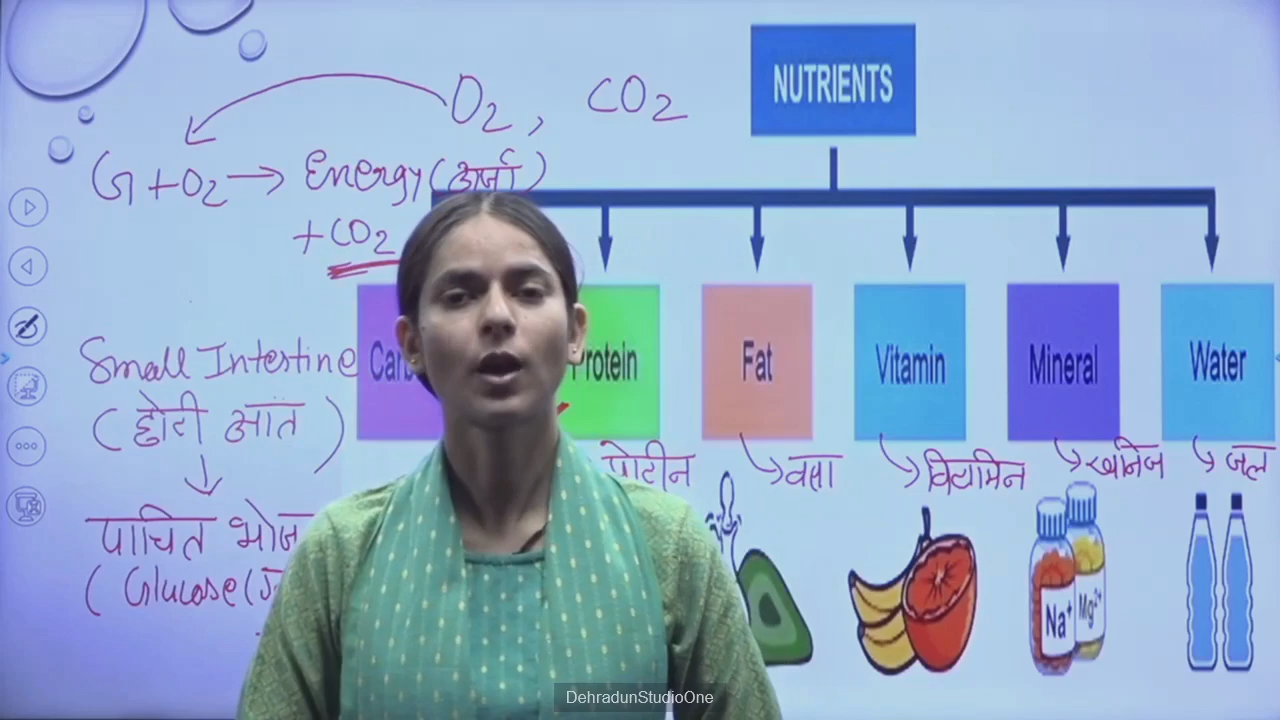 O₂, CO₂
NUTRIENTS
G + O₂ → Energy (ऊर्जा)
+ CO₂
Small Intestine
(छोटी आंत)
पाचित
(Glucose (
Protein
Fat
Vitamin
Mineral
Water
प्रोटीन
वसा
विटामिन
खनिज
जल
Na⁺
Mg²⁺
DehradunStudioOne